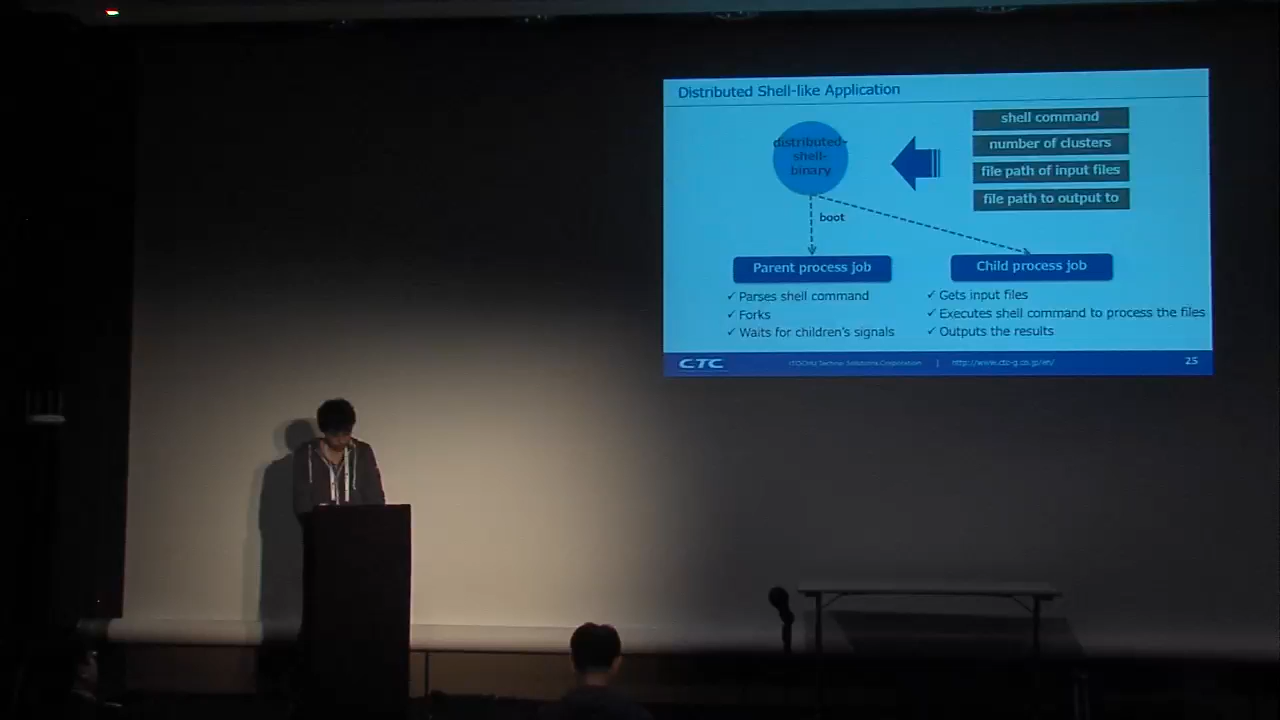 Distributed Shell-like Application
shell command
number of clusters
file path of input files
file path to output to
distributed-
shell-
binary
boot
Parent process job
Child process job
✓ Parses shell command
✓ Forks
✓ Waits for children's signals
✓ Gets input files
✓ Executes shell command to process the files
✓ Outputs the results
CTC
ITOCHU Techno-Solutions Corporation | http://www.ctc-g.co.jp/en/
25